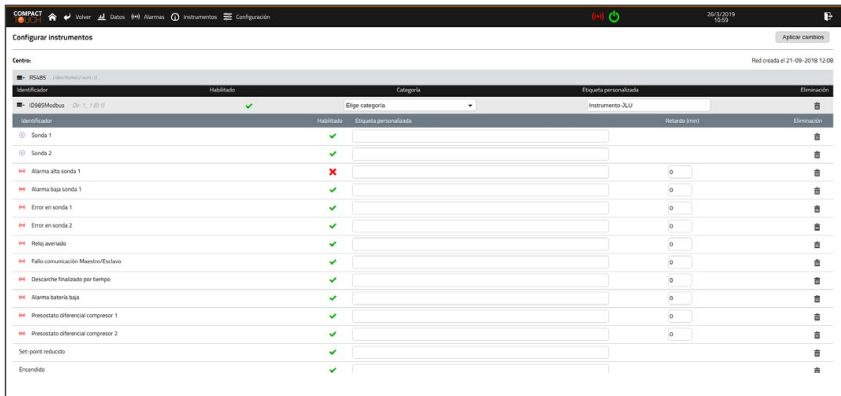 COMPACT TOUCH Volver Datos Alarmas Instrumentos Configuración 26/3/2019 10:59
Configurar instrumentos Aplicar cambios
Centro: Red creada el 21-09-2018 12:08
RS485
Identificador Habilitado Categoría Etiqueta personalizada Eliminación
ID985Modbus Elige categoria Instrumento-JLU
Identificador Habilitado Etiqueta personalizada Retardo (min) Eliminación
Sonda 1
Sonda 2
Alarma alta sonda 1 0
Alarma baja sonda 1 0
Error en sonda 1 0
Error en sonda 2 0
Reloj averiado 0
Fallo comunicación Maestro/Esclavo 0
Descarche finalizado por tiempo 0
Alarma batería baja 0
Presostato diferencial compresor 1 0
Presostato diferencial compresor 2 0
Set-point reducido
Encendido